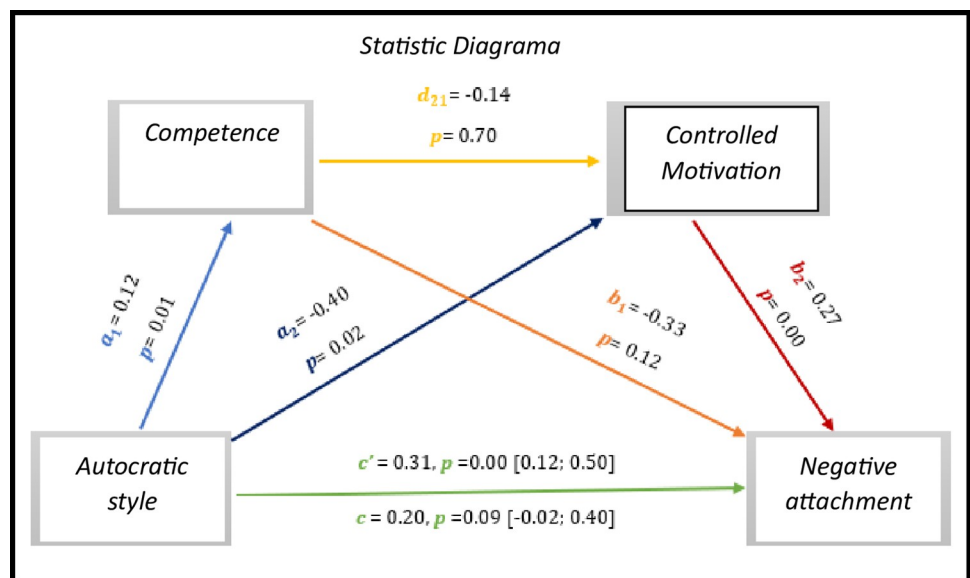 Statistic Diagrama
d₂₁= -0.14
p= 0.70
Competence
Controlled
Motivation
a₁= 0.12
p= 0.01
a₂= -0.40
p= 0.02
b₁= -0.33
p= 0.12
b₂= 0.27
p= 0.00
Autocratic
style
c′= 0.31, p =0.00 [0.12; 0.50]
c = 0.20, p =0.09 [-0.02; 0.40]
Negative
attachment